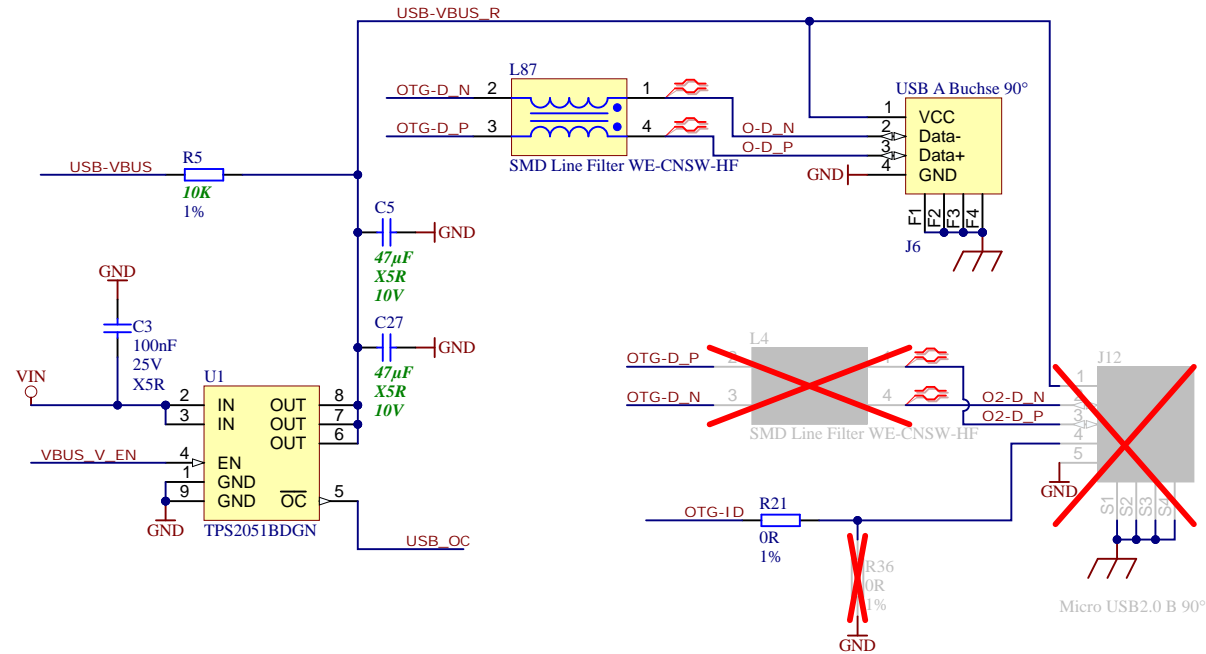 USB-VBUS_R
L87
OTG-D_N
2
1
OTG-D_P
3
4
SMD Line Filter WE-CNSW-HF
USB A Buchse 90°
1
VCC
O-D_N
2
Data-
O-D_P
3
Data+
GND
4
GND
F1
F2
F3
F4
J6
USB-VBUS
R5
10K
1%
C5
GND
47µF
X5R
10V
GND
C3
100nF
25V
X5R
C27
GND
47µF
X5R
10V
VIN
U1
2
IN
OUT
8
3
IN
OUT
7
OUT
6
VBUS_V_EN
4
EN
1
GND
9
GND
OC
5
GND
TPS2051BDGN
USB_OC
L4
OTG-D_P
2
OTG-D_N
3
4
SMD Line Filter WE-CNSW-HF
J12
1
O2-D_N
O2-D_P
3
4
5
GND
S1
S2
S3
S4
Micro USB2.0 B 90°
OTG-ID
R21
0R
1%
R36
0R
1%
GND